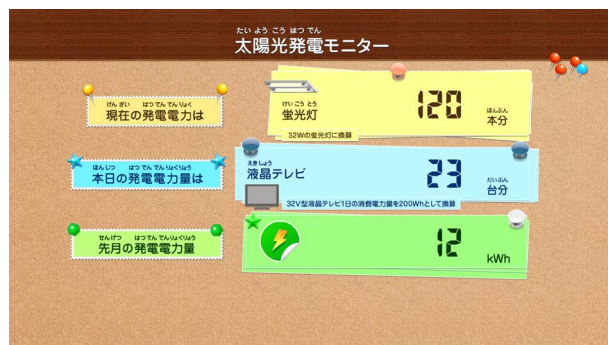 たいようこうはつでん
太陽光発電モニター
げんざい はつでんでんりょく
現在の発電電力は
けいこうとう
蛍光灯
120
ほんぶん
本分
32Wの蛍光灯に換算
ほんじつ はつでんでんりょくりょう
本日の発電電力量は
えきしょう
液晶テレビ
23
だいぶん
台分
32V型液晶テレビ1日の消費電力量を200Whとして換算
せんげつ はつでんでんりょくりょう
先月の発電電力量
12
kWh